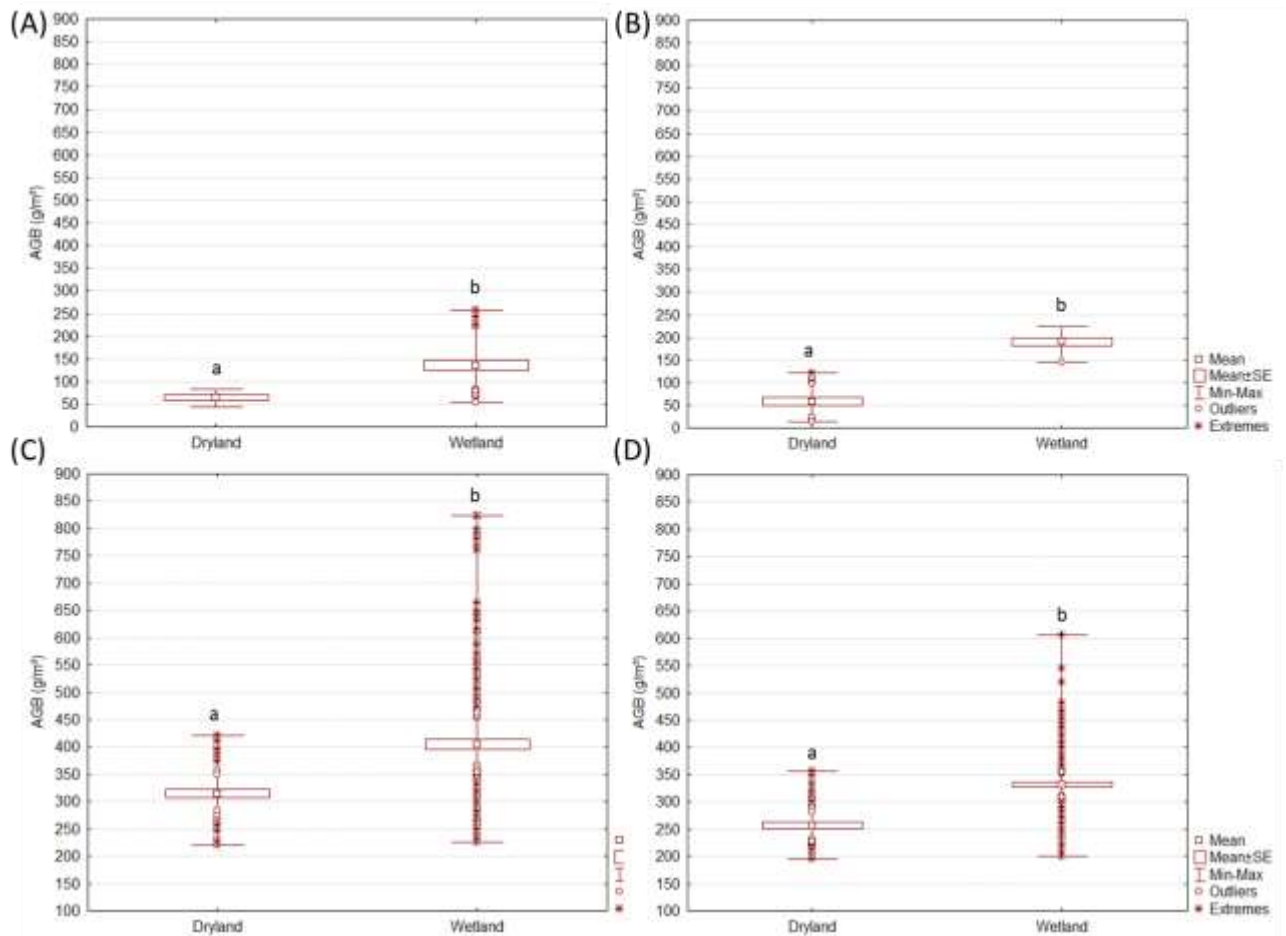 (A)
900
850
800
750
700
650
600
550
500
450
400
350
300
250
200
150
100
50
0
AGB (g/m²)
a
b
Dryland Wetland
(B)
900
850
800
750
700
650
600
550
500
450
400
350
300
250
200
150
100
50
0
AGB (g/m²)
a
b
Dryland Wetland
Mean
Mean±SE
Min-Max
Outliers
Extremes
(C)
900
850
800
750
700
650
600
550
500
450
400
350
300
250
200
150
100
AGB (g/m²)
a
b
Dryland Wetland
(D)
900
850
800
750
700
650
600
550
500
450
400
350
300
250
200
150
100
AGB (g/m²)
a
b
Dryland Wetland
Mean
Mean±SE
Min-Max
Outliers
Extremes